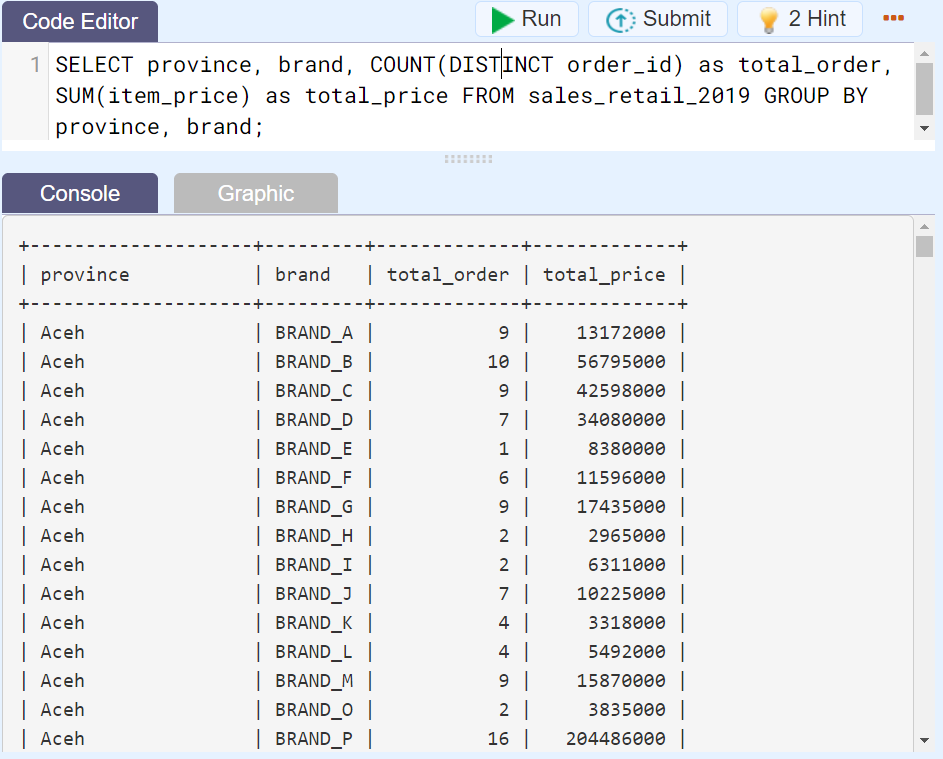 Code Editor
Run
Submit
2 Hint
1 SELECT province, brand, COUNT(DISTINCT order_id) as total_order,
SUM(item_price) as total_price FROM sales_retail_2019 GROUP BY
province, brand;
Console
Graphic
+--------------------+---------+-------------+-------------+
| province           | brand   | total_order | total_price |
+--------------------+---------+-------------+-------------+
| Aceh               | BRAND_A |           9 |    13172000 |
| Aceh               | BRAND_B |          10 |    56795000 |
| Aceh               | BRAND_C |           9 |    42598000 |
| Aceh               | BRAND_D |           7 |    34080000 |
| Aceh               | BRAND_E |           1 |     8380000 |
| Aceh               | BRAND_F |           6 |    11596000 |
| Aceh               | BRAND_G |           9 |    17435000 |
| Aceh               | BRAND_H |           2 |     2965000 |
| Aceh               | BRAND_I |           2 |     6311000 |
| Aceh               | BRAND_J |           7 |    10225000 |
| Aceh               | BRAND_K |           4 |     3318000 |
| Aceh               | BRAND_L |           4 |     5492000 |
| Aceh               | BRAND_M |           9 |    15870000 |
| Aceh               | BRAND_O |           2 |     3835000 |
| Aceh               | BRAND_P |          16 |   204486000 |